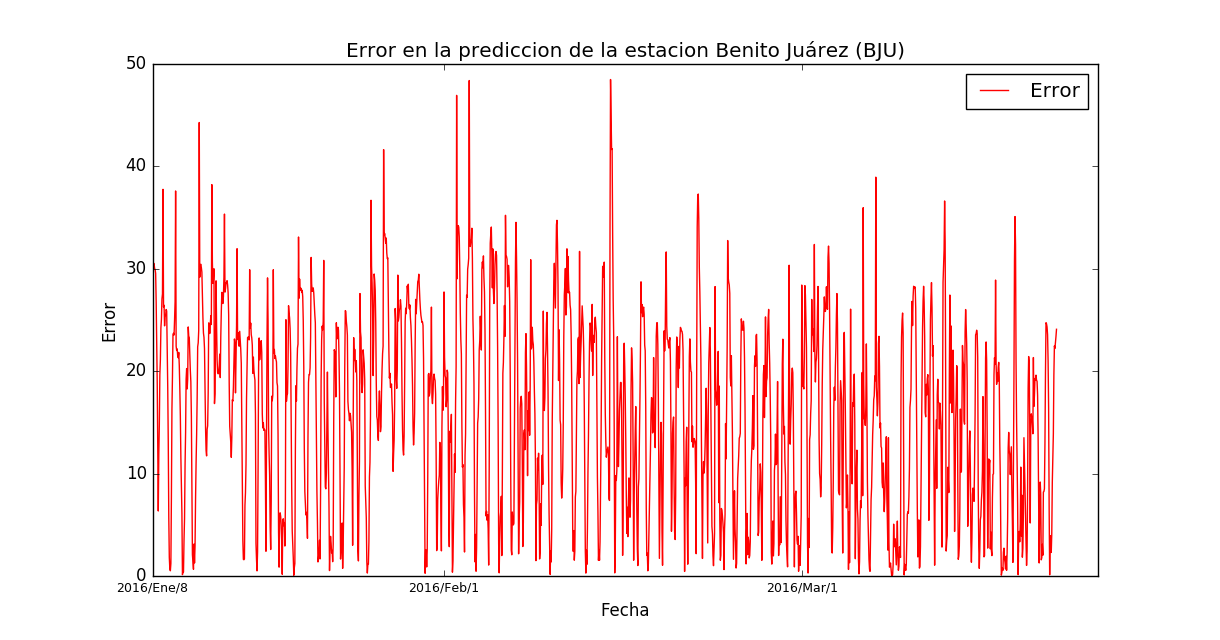 Error en la prediccion de la estacion Benito Juárez (BJU)
50
40
30
20
10
0
Error
Error
2016/Ene/8
2016/Feb/1
2016/Mar/1
Fecha